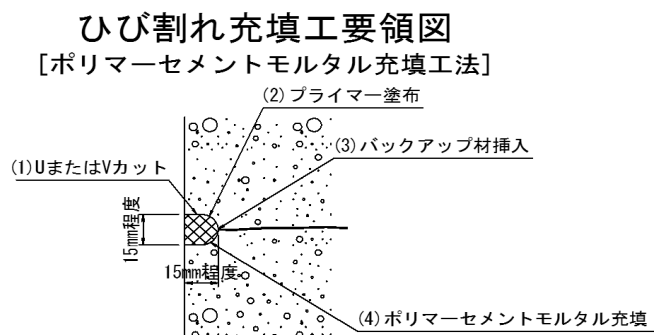 ひび割れ充填工要領図
[ポリマーセメントモルタル充填工法]
(2)プライマー塗布
(3)バックアップ材挿入
(1)UまたはVカット
15mm程度
15mm程度
(4)ポリマーセメントモルタル充填